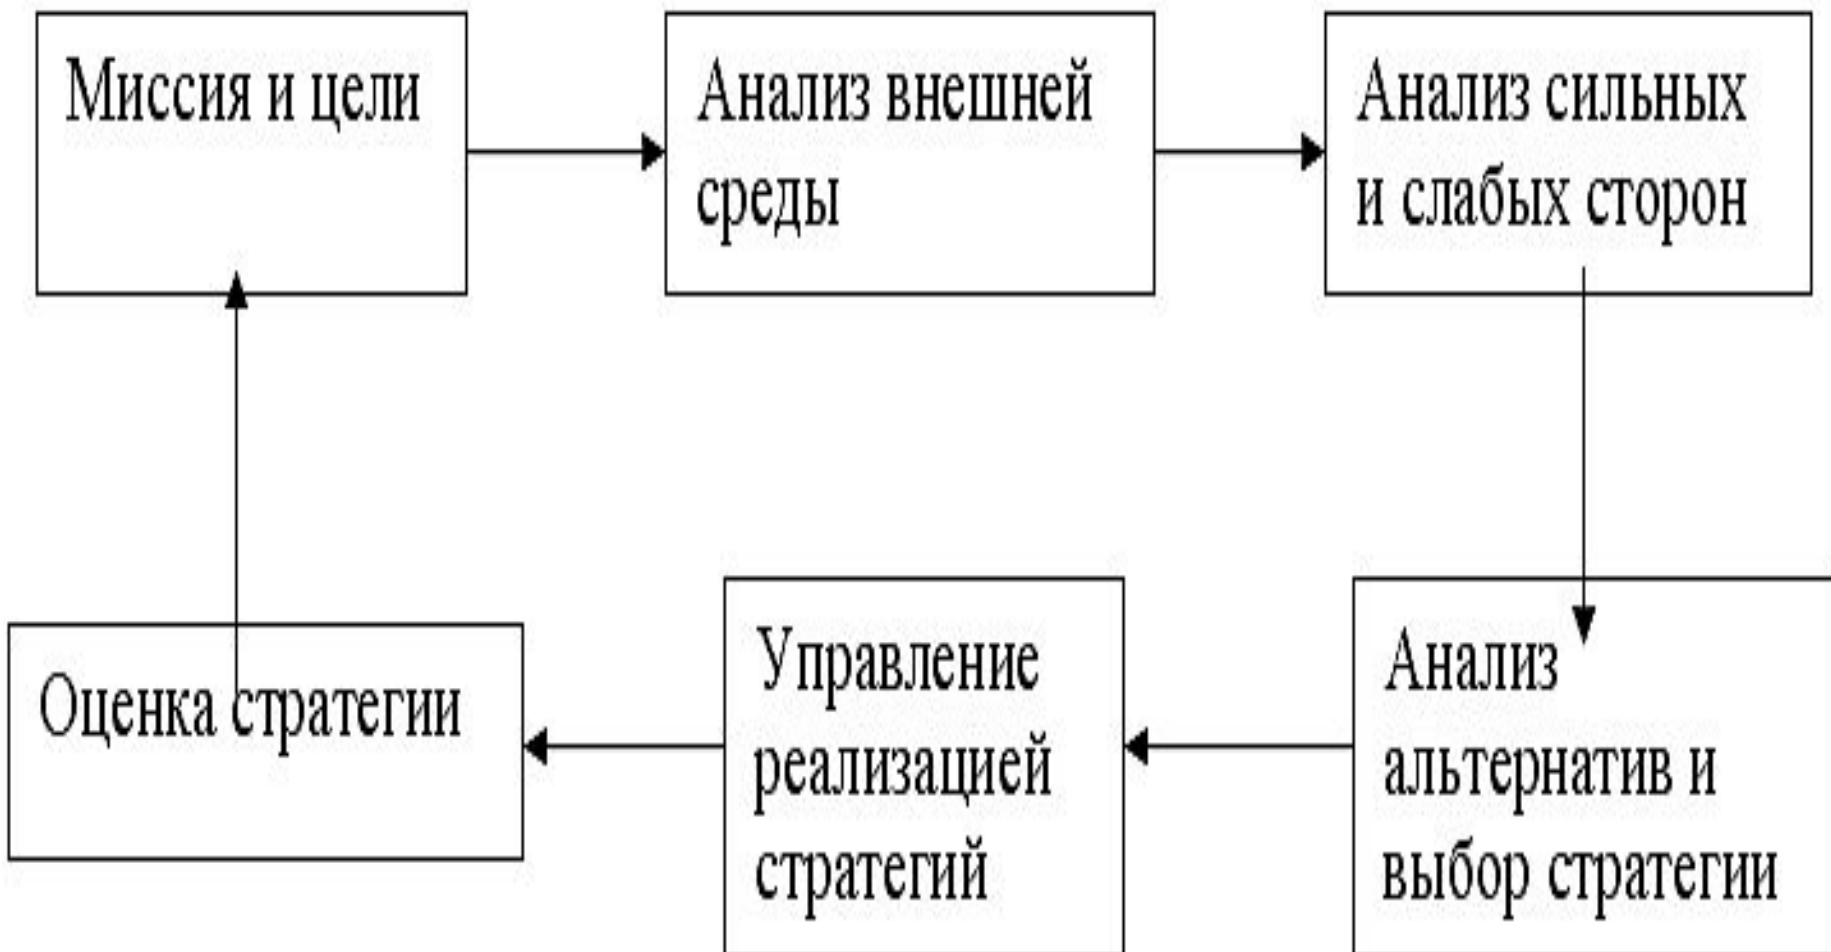 Миссия и цели
Анализ внешней
среды
Анализ сильных
и слабых сторон
Оценка стратегии
Управление
реализацией
стратегий
Анализ
альтернатив и
выбор стратегии